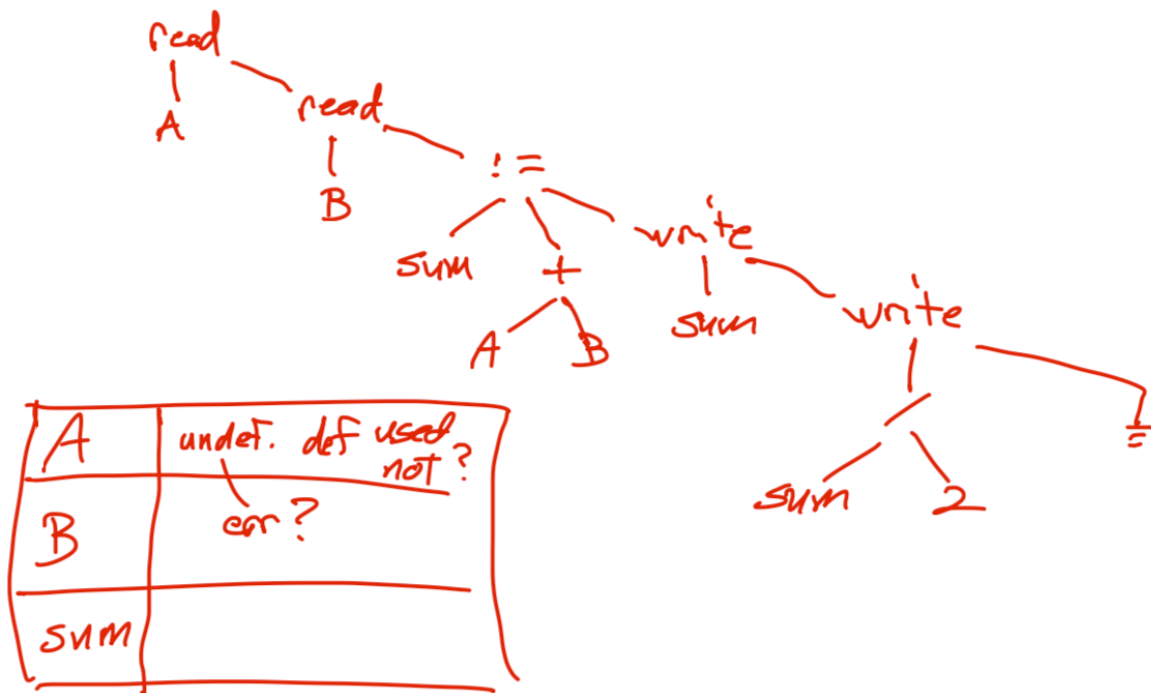 read
A
read
B
:=
sum
+
A B
write
sum
write
/
sum 2
A undef. def used
not?
B err?
sum